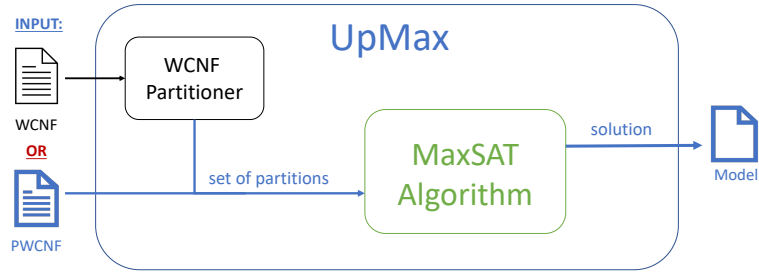 INPUT:
UpMax
WCNF
Partitioner
WCNF
OR
PWCNF
set of partitions
MaxSAT
Algorithm
solution
Model